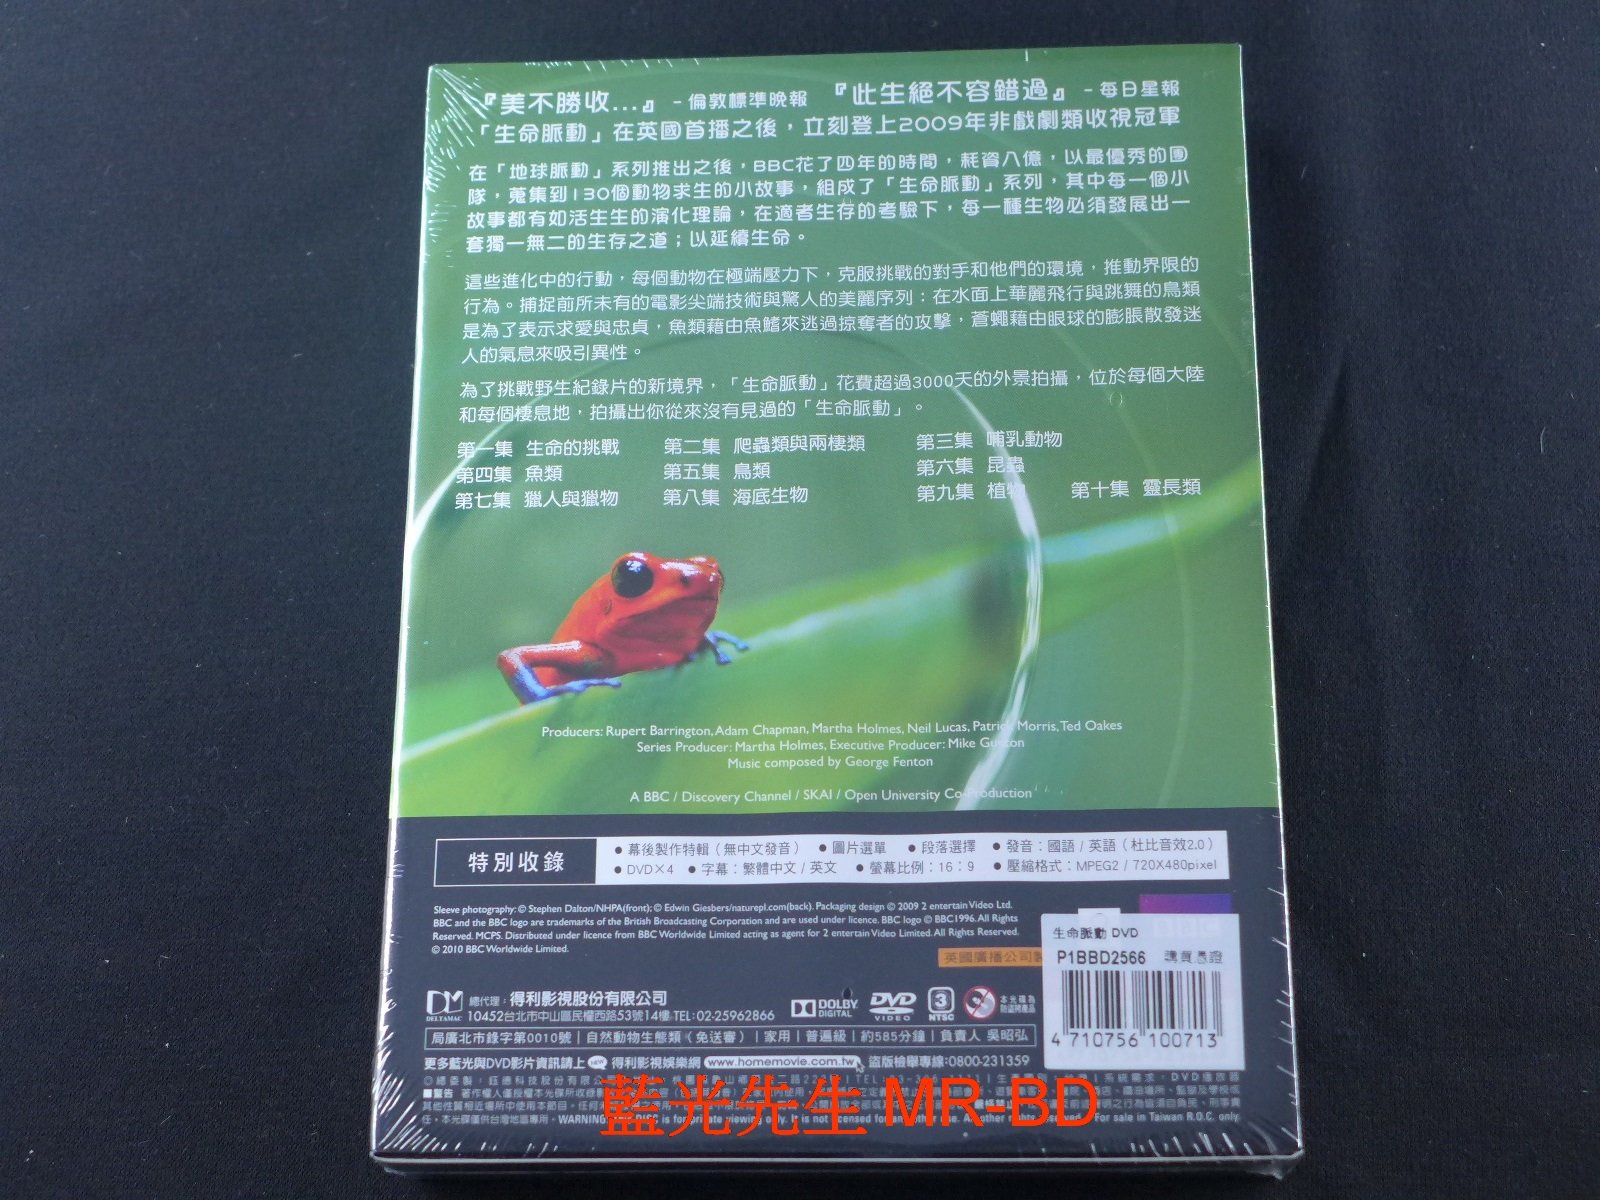 『美不勝收...』 - 倫敦標準晚報 『此生絕不容錯過』 - 每日星報
「生命脈動」在英國首播之後，立刻登上2009年非戲劇類收視冠軍
在「地球脈動」系列推出之後，BBC花了四年的時間，耗資八億，以最優秀的團
隊，蒐集到130個動物求生的小故事，組成了「生命脈動」系列，其中每一個小
故事都有如活生生的演化理論，在適者生存的考驗下，每一種生物必須發展出一
套獨一無二的生存之道；以延續生命。
這些進化中的行動，每個動物在極端壓力下，克服挑戰的對手和他們的環境，推動界限的
行為。捕捉前所未有的電影尖端技術與驚人的美麗序列：在水面上華麗飛行與跳舞的鳥類
是為了表示求愛與忠貞，魚類藉由魚鰭來逃過掠奪者的攻擊，蒼蠅藉由眼球的膨脹散發迷
人的氣息來吸引異性。
為了挑戰野生紀錄片的新境界，「生命脈動」花費超過3000天的外景拍攝，位於每個大陸
和每個棲息地，拍攝出你從來沒有見過的「生命脈動」。
第一集 生命的挑戰 第二集 爬蟲類與兩棲類 第三集 哺乳動物
第四集 魚類 第五集 鳥類 第六集 昆蟲
第七集 獵人與獵物 第八集 海底生物 第九集 植物 第十集 靈長類
Producers: Rupert Barrington, Adam Chapman, Martha Holmes, Neil Lucas, Patrick Morris, Ted Oakes
Series Producer: Martha Holmes, Executive Producer: Mike Gunton
Music composed by George Fenton
A BBC / Discovery Channel / SKAI / Open University Co-Production
特別收錄
● 幕後製作特輯（無中文發音） ● 圖片選單 ● 段落選擇 ● 發音：國語 / 英語（杜比音效2.0）
● DVD×4 ● 字幕：繁體中文 / 英文 ● 螢幕比例：16：9 ● 壓縮格式：MPEG2 / 720X480pixel
Sleeve photography: © Stephen Dalton/NHPA(front); © Edwin Giesbers/naturepl.com(back). Packaging design © 2009 2 entertain Video Ltd.
BBC and the BBC logo are trademarks of the British Broadcasting Corporation and are used under licence. BBC logo © BBC1996. All Rights
Reserved. MCPS. Distributed under licence from BBC Worldwide Limited acting as agent for 2 entertain Video Limited. All Rights Reserved.
© 2010 BBC Worldwide Limited.
英國廣播公司
生命脈動 DVD
P1BBD2566 購買憑證
4 710756 100713
DELTAMAC 總代理：得利影視股份有限公司
10452台北市中山區民權西路53號14樓 TEL:02-25962866
DOLBY DIGITAL DVD VIDEO 3 NTSC 本光碟為防盜拷產品
局廣北市錄字第0010號｜自然動物生態類（免送審）｜家用｜普遍級｜約585分鐘｜負責人 吳昭弘
更多藍光與DVD影片資訊請上 得利影視娛樂網 www.homemovie.com.tw 盜版檢舉專線:0800-231359
藍光先生 MR-BD
For sale in Taiwan R.O.C. only